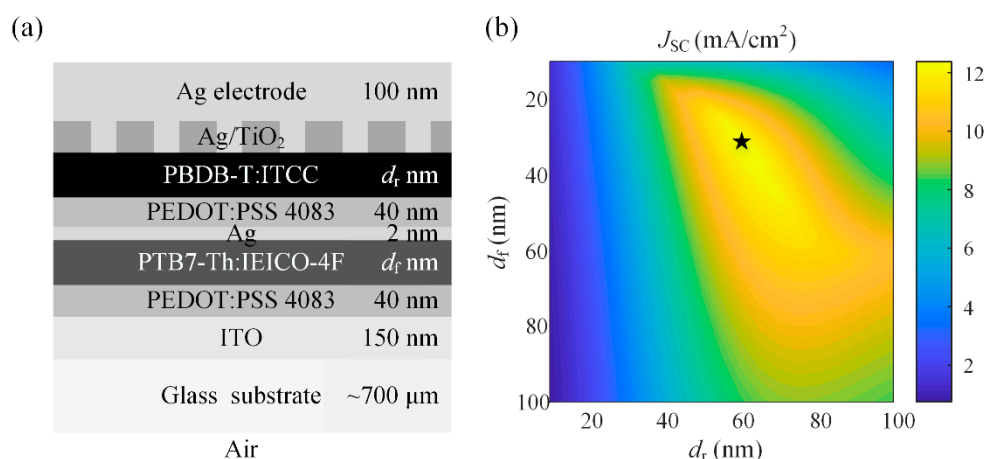 (a)
Ag electrode 100 nm
Ag/TiO₂
PBDB-T:ITCC dᵣ nm
PEDOT:PSS 4083 40 nm
Ag 2 nm
PTB7-Th:IEICO-4F d_f nm
PEDOT:PSS 4083 40 nm
ITO 150 nm
Glass substrate ~700 μm
Air
(b)
J_SC (mA/cm²)
20
40
60
80
100
d_f (nm)
20 40 60 80 100
dᵣ (nm)
12
10
8
6
4
2